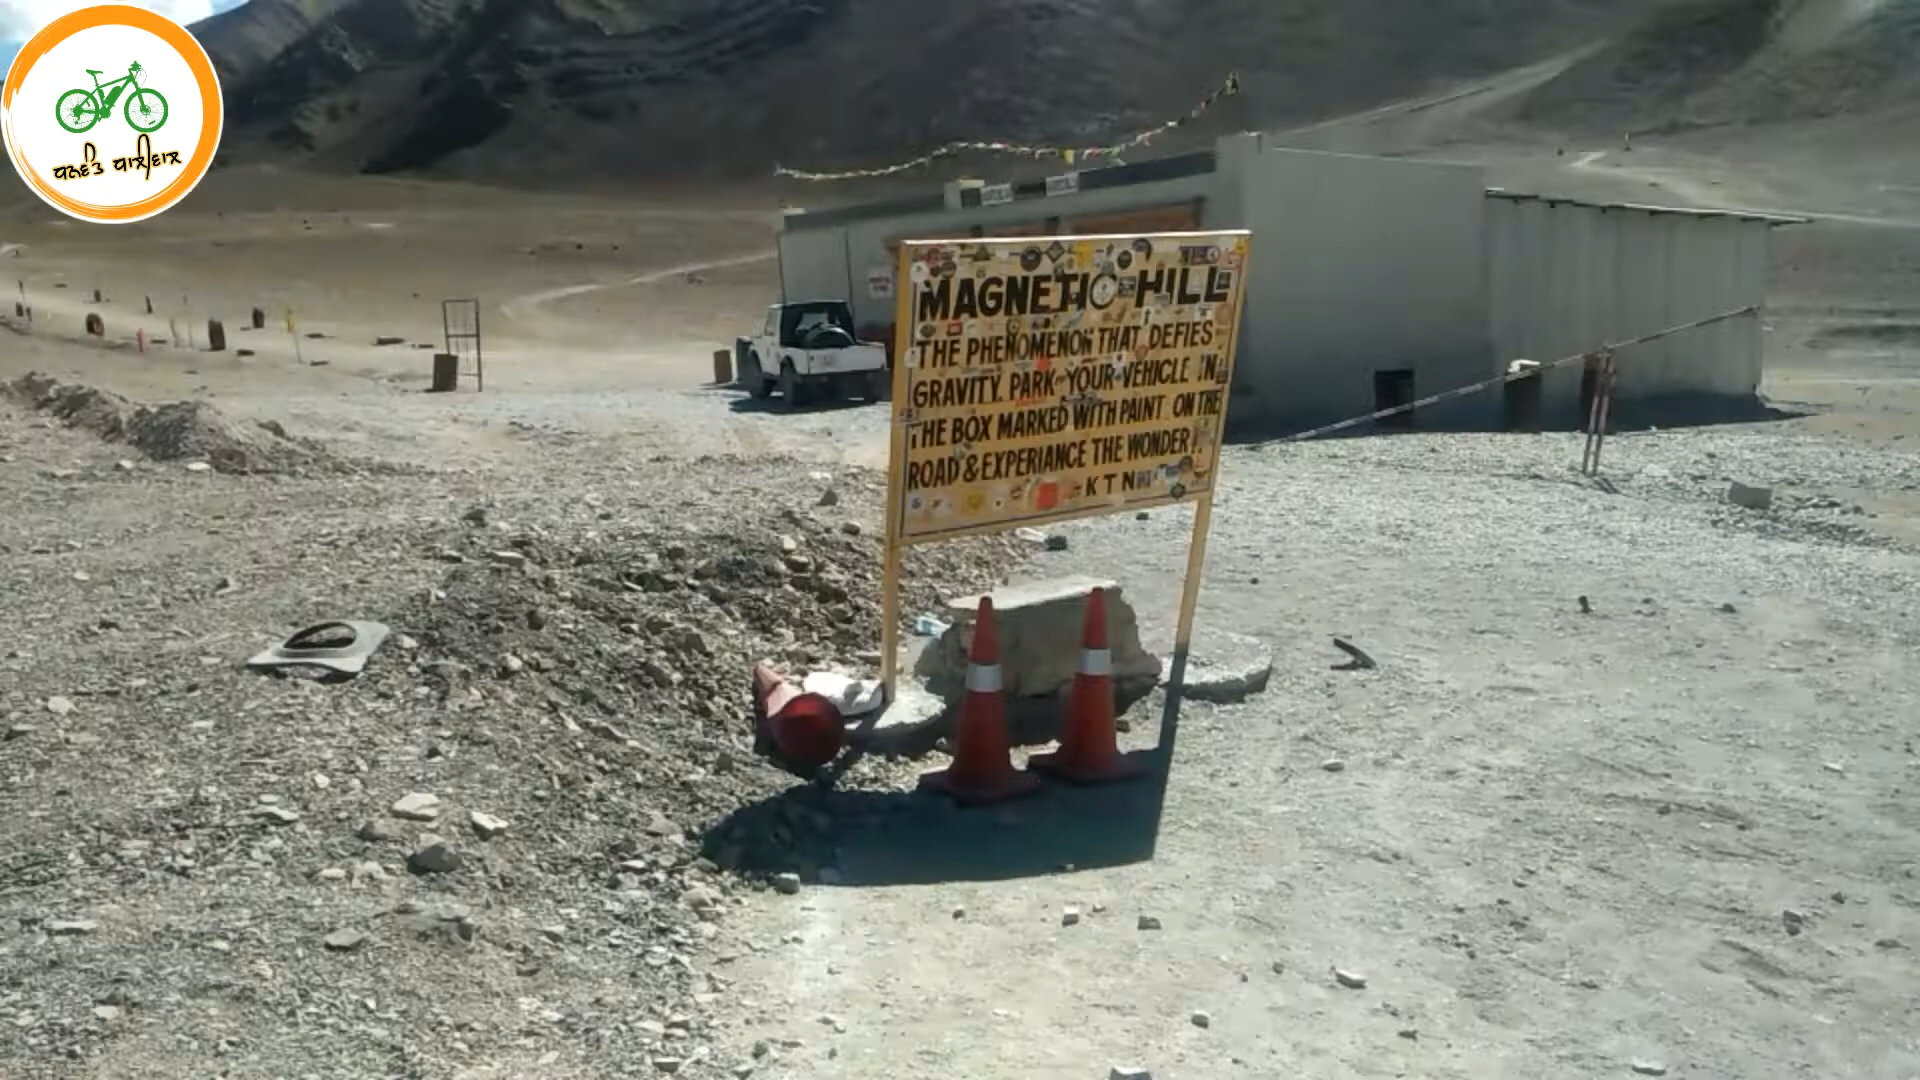 ਧਨਵੰਤ ਧਾਲੀਵਾਲ
MAGNETIC HILL
THE PHENOMENON THAT DEFIES
GRAVITY. PARK YOUR VEHICLE IN
THE BOX MARKED WITH PAINT ON THE
ROAD & EXPERIANCE THE WONDER!
KTN